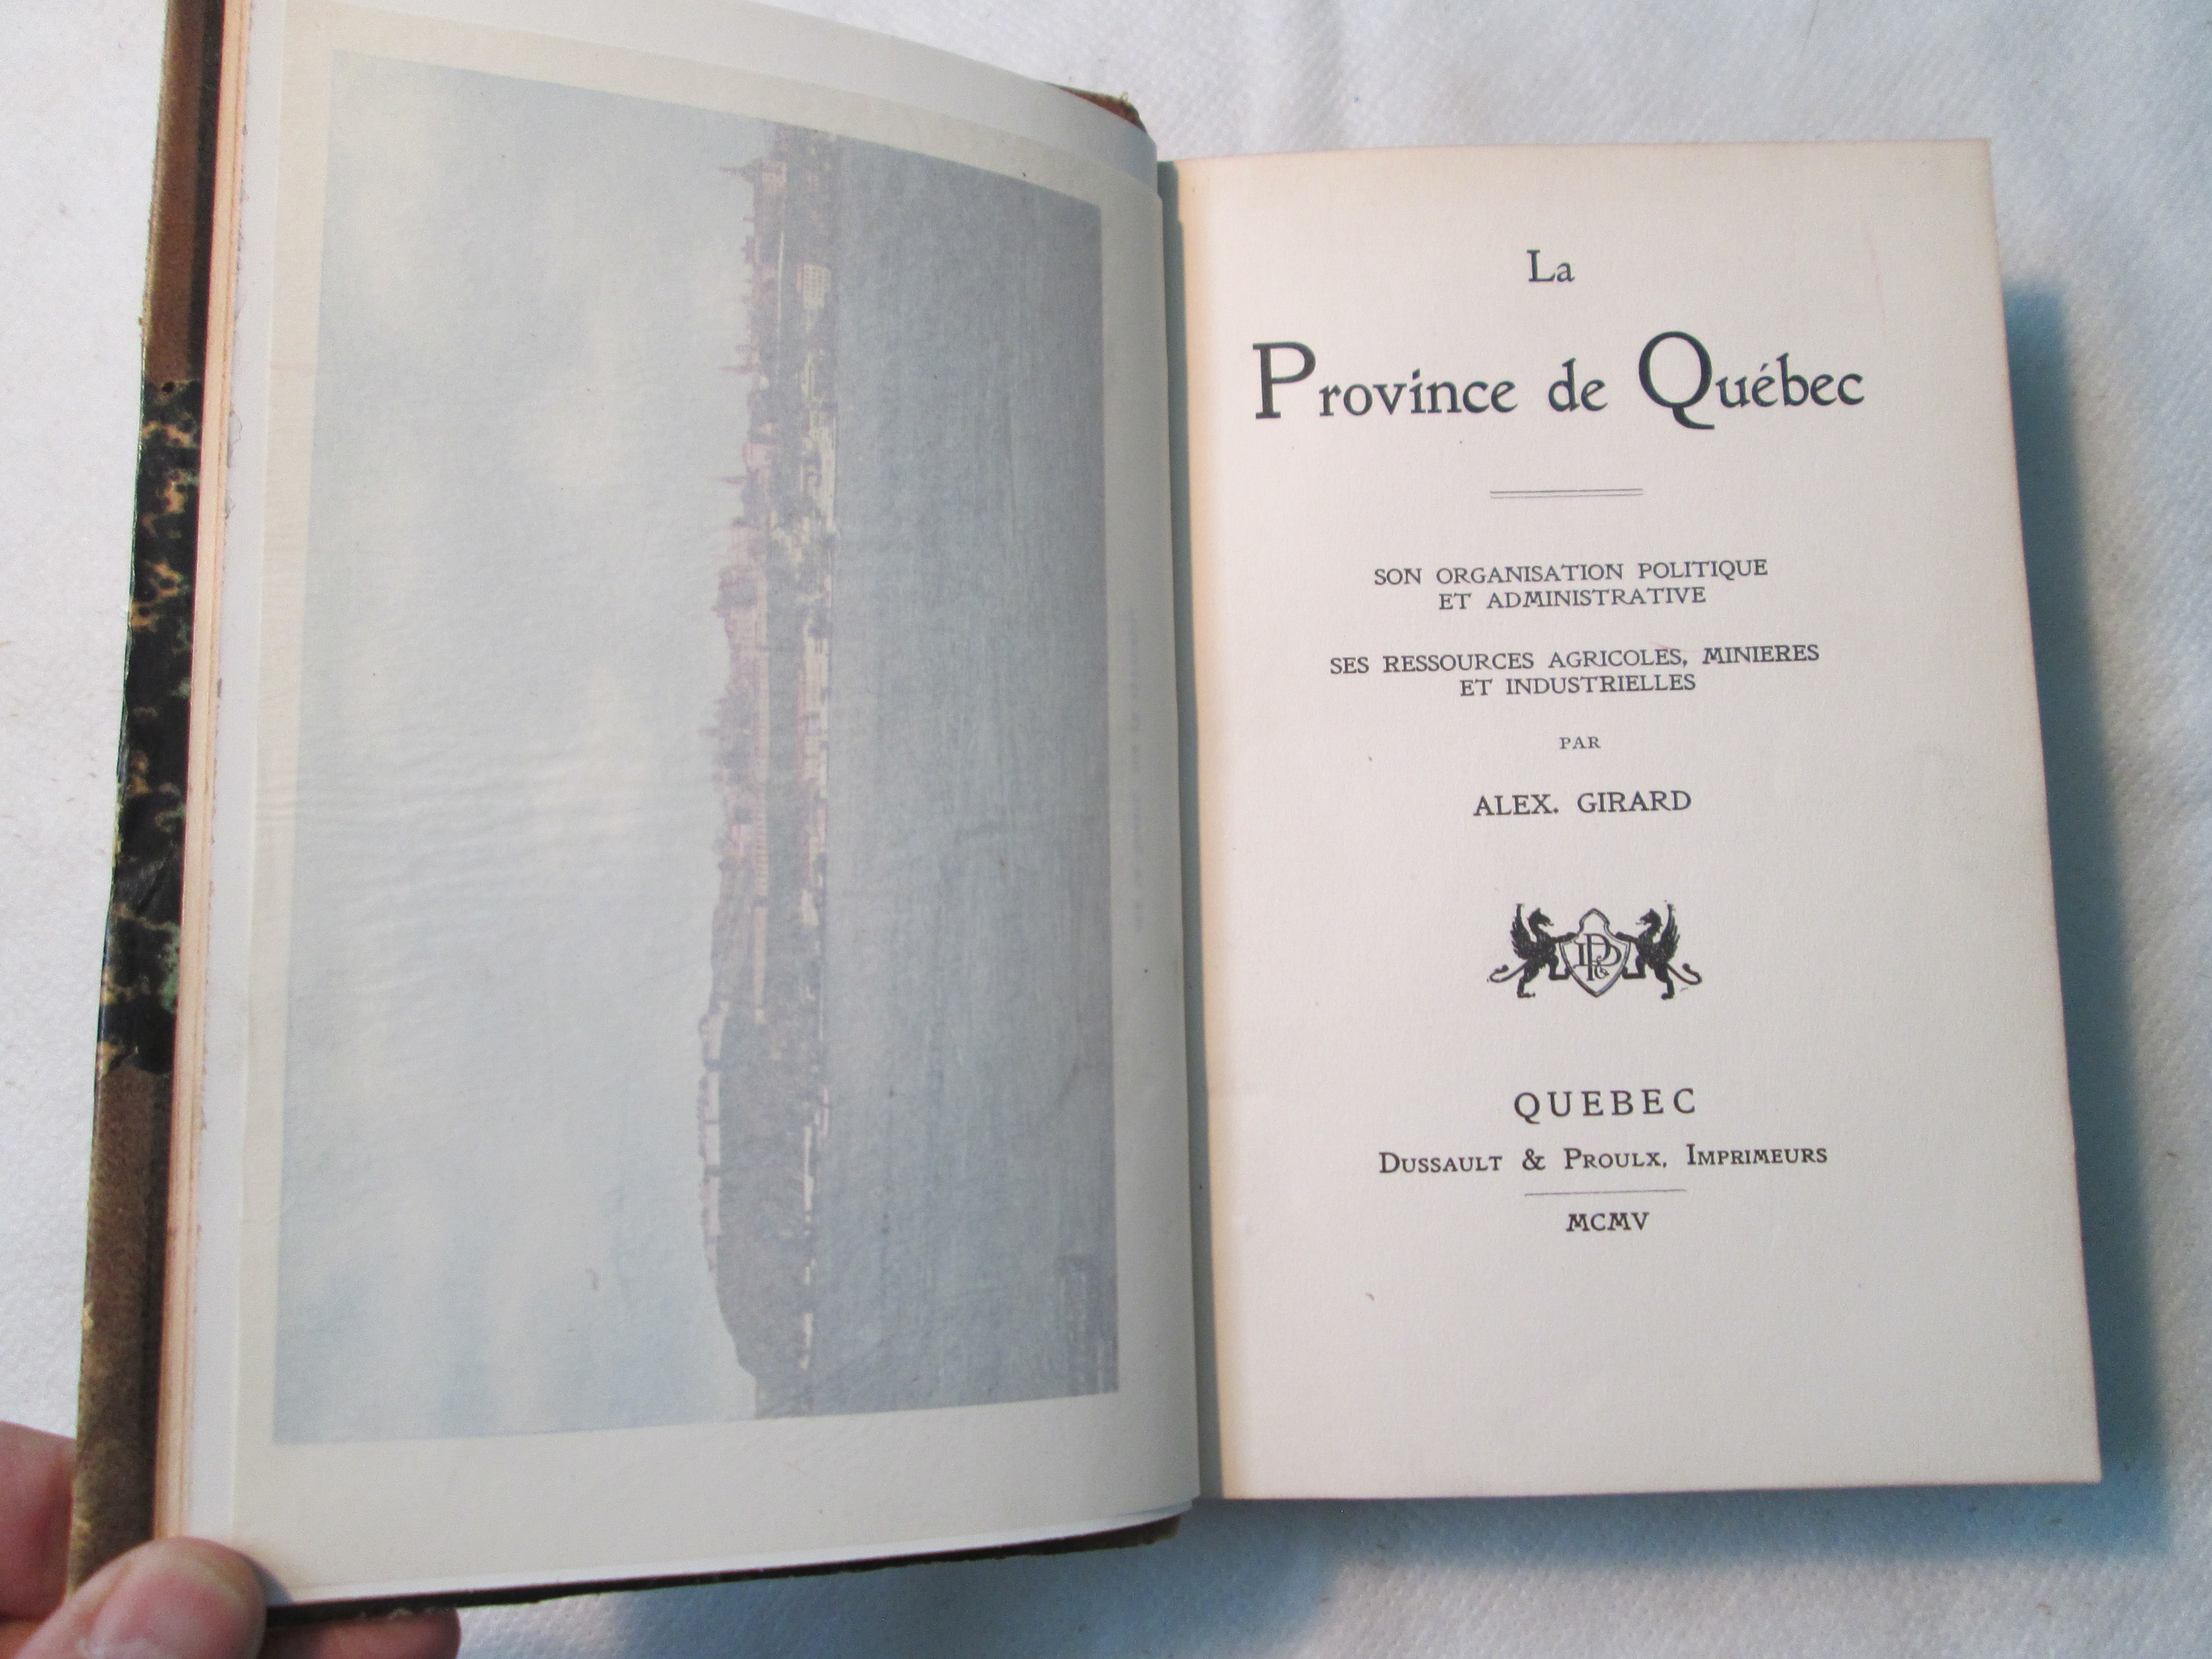 La
Province de Québec
SON ORGANISATION POLITIQUE
ET ADMINISTRATIVE
SES RESSOURCES AGRICOLES, MINIERES
ET INDUSTRIELLES
PAR
ALEX. GIRARD
QUEBEC
DUSSAULT & PROULX, IMPRIMEURS
MCMV